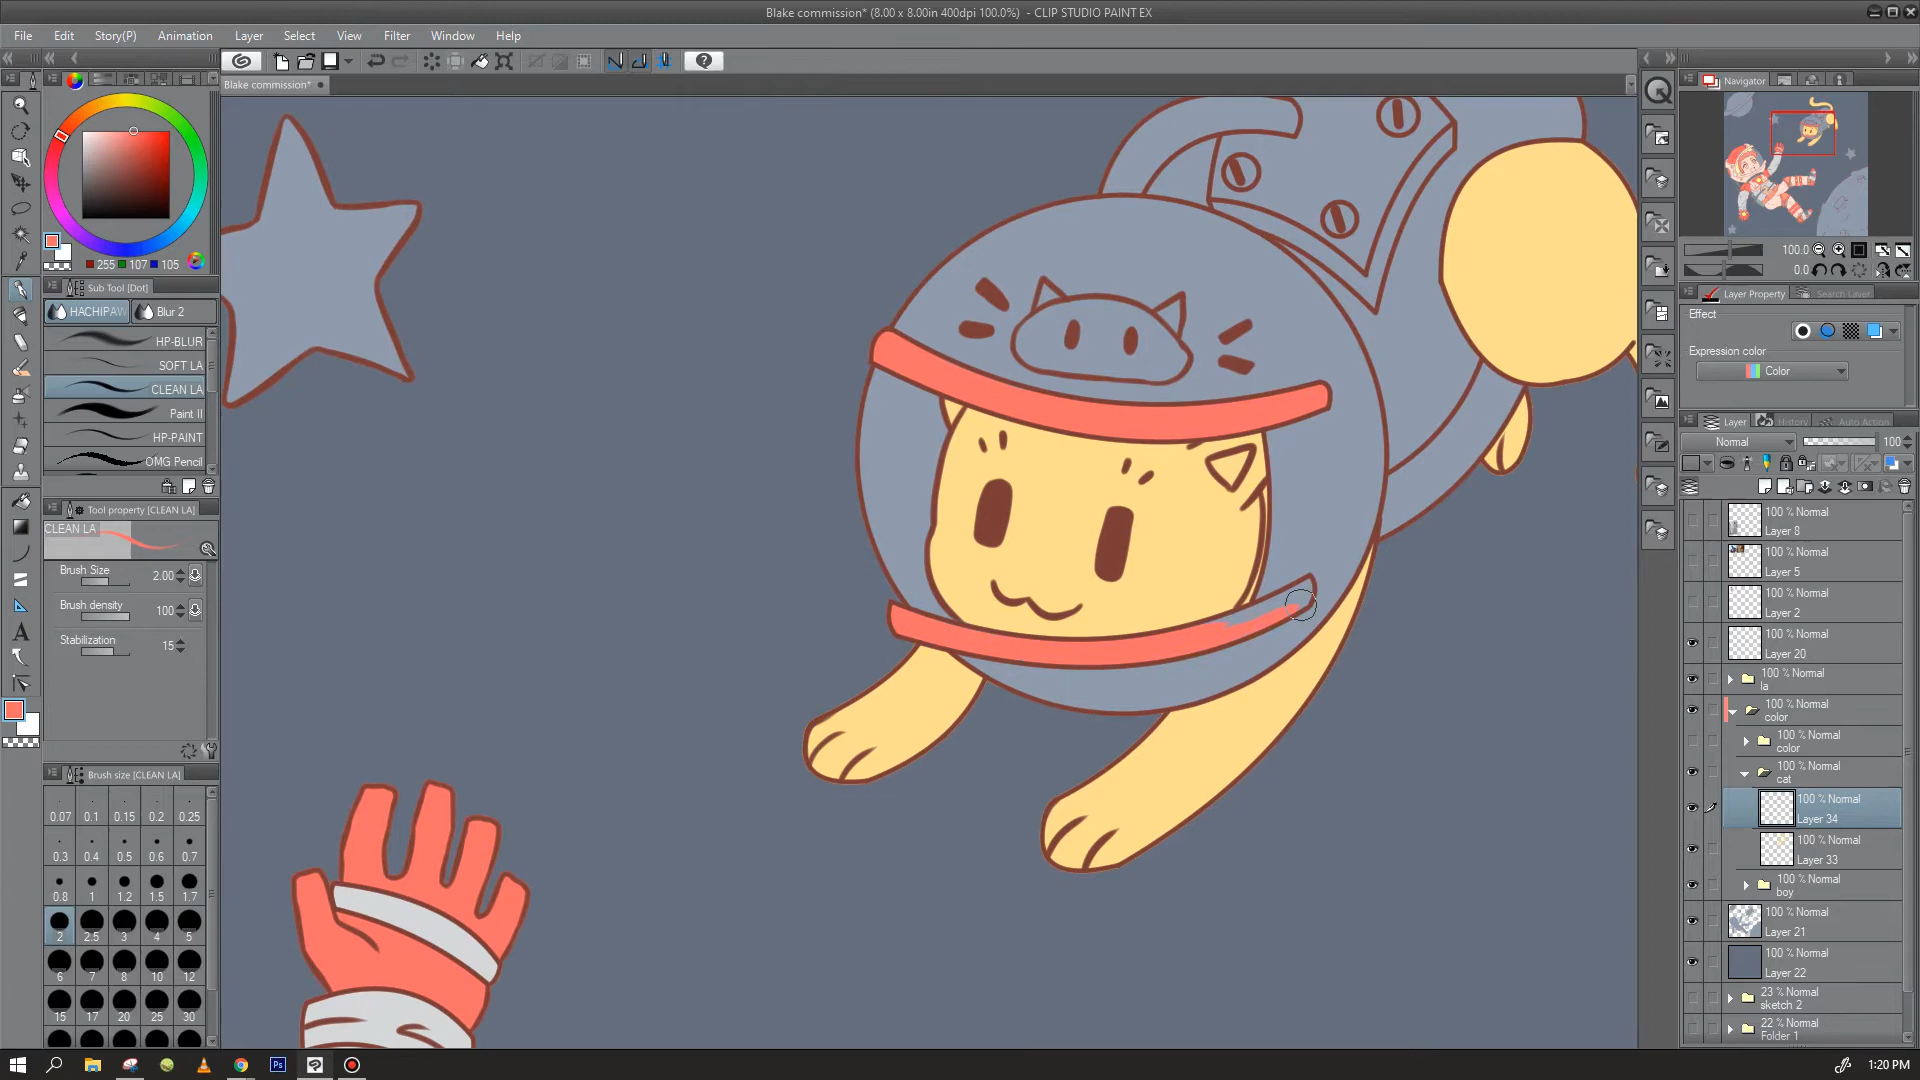 Blake commission* (8.00 x 8.00in 400dpi 100.0%) - CLIP STUDIO PAINT EX
File Edit Story(P) Animation Layer Select View Filter Window Help
Blake commission*
Navigator
255 107 105
100.0
0.0
Sub Tool [Dot]
HACHIPAW Blur 2
HP-BLUR
SOFT LA
CLEAN LA
Paint II
HP-PAINT
OMG Pencil
Layer Property Search Layer
Effect
Expression color
Color
Layer History Auto Action
Normal 100
Tool property [CLEAN LA]
CLEAN LA
Brush Size 2.00
Brush density 100
Stabilization 15
Brush size [CLEAN LA]
0.07 0.1 0.15 0.2 0.25
0.3 0.4 0.5 0.6 0.7
0.8 1 1.2 1.5 1.7
2 2.5 3 4 5
6 7 8 10 12
15 17 20 25 30
100 % Normal
Layer 8
100 % Normal
Layer 5
100 % Normal
Layer 2
100 % Normal
Layer 20
100 % Normal
la
100 % Normal
color
100 % Normal
color
100 % Normal
cat
100 % Normal
Layer 34
100 % Normal
Layer 33
100 % Normal
boy
100 % Normal
Layer 21
100 % Normal
Layer 22
23 % Normal
sketch 2
22 % Normal
Folder 1
Ps
1:20 PM